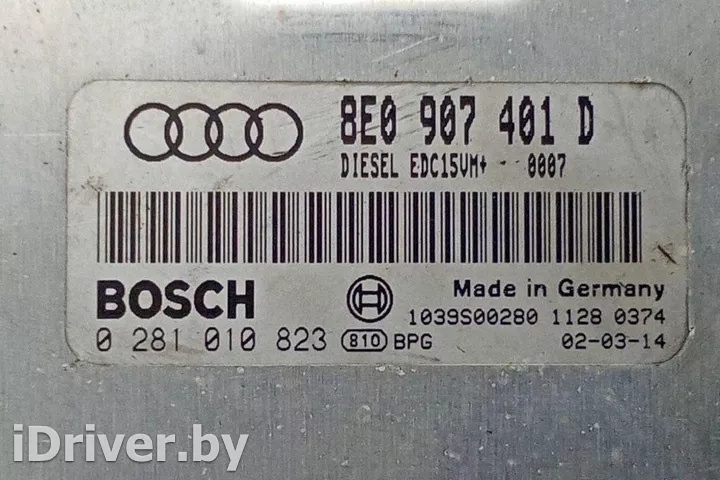 8E0 907 401 D
DIESEL EDC15VM+ - 0007
BOSCH
Made in Germany
1039S00280 1128 0374
0 281 010 823 810 BPG 02-03-14
iDriver.by